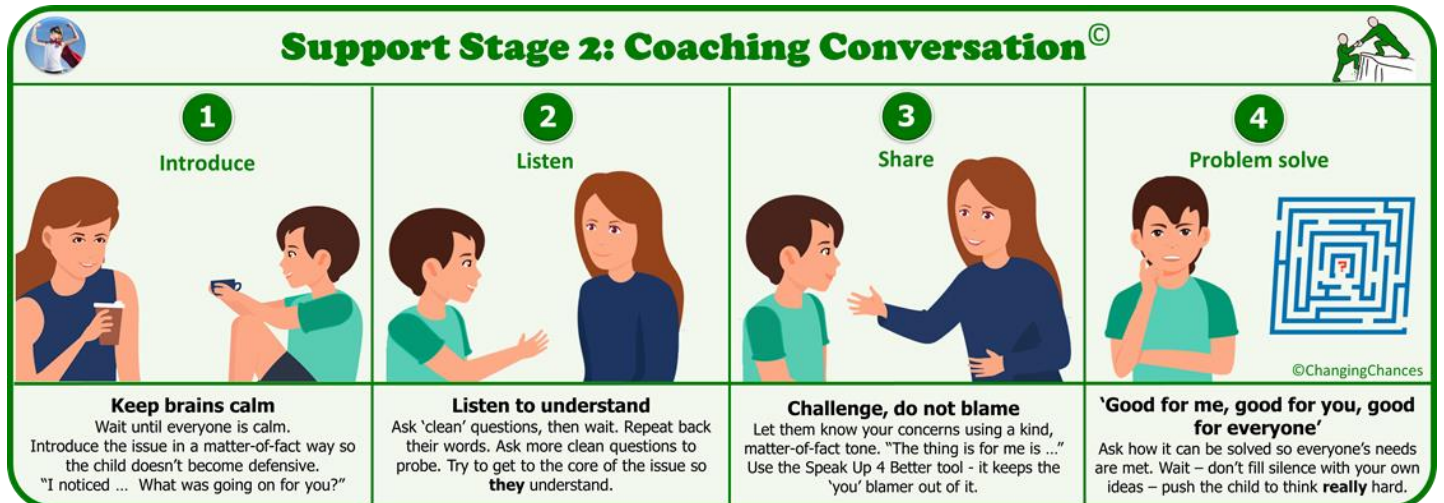 Support Stage 2: Coaching Conversation©
1
Introduce
2
Listen
3
Share
4
Problem solve
?
©ChangingChances
Keep brains calm
Wait until everyone is calm.
Introduce the issue in a matter-of-fact way so
the child doesn't become defensive.
"I noticed ... What was going on for you?"
Listen to understand
Ask 'clean' questions, then wait. Repeat back
their words. Ask more clean questions to
probe. Try to get to the core of the issue so
they understand.
Challenge, do not blame
Let them know your concerns using a kind,
matter-of-fact tone. "The thing is for me is ..."
Use the Speak Up 4 Better tool - it keeps the
'you' blamer out of it.
'Good for me, good for you, good
for everyone'
Ask how it can be solved so everyone's needs
are met. Wait – don't fill silence with your own
ideas – push the child to think really hard.